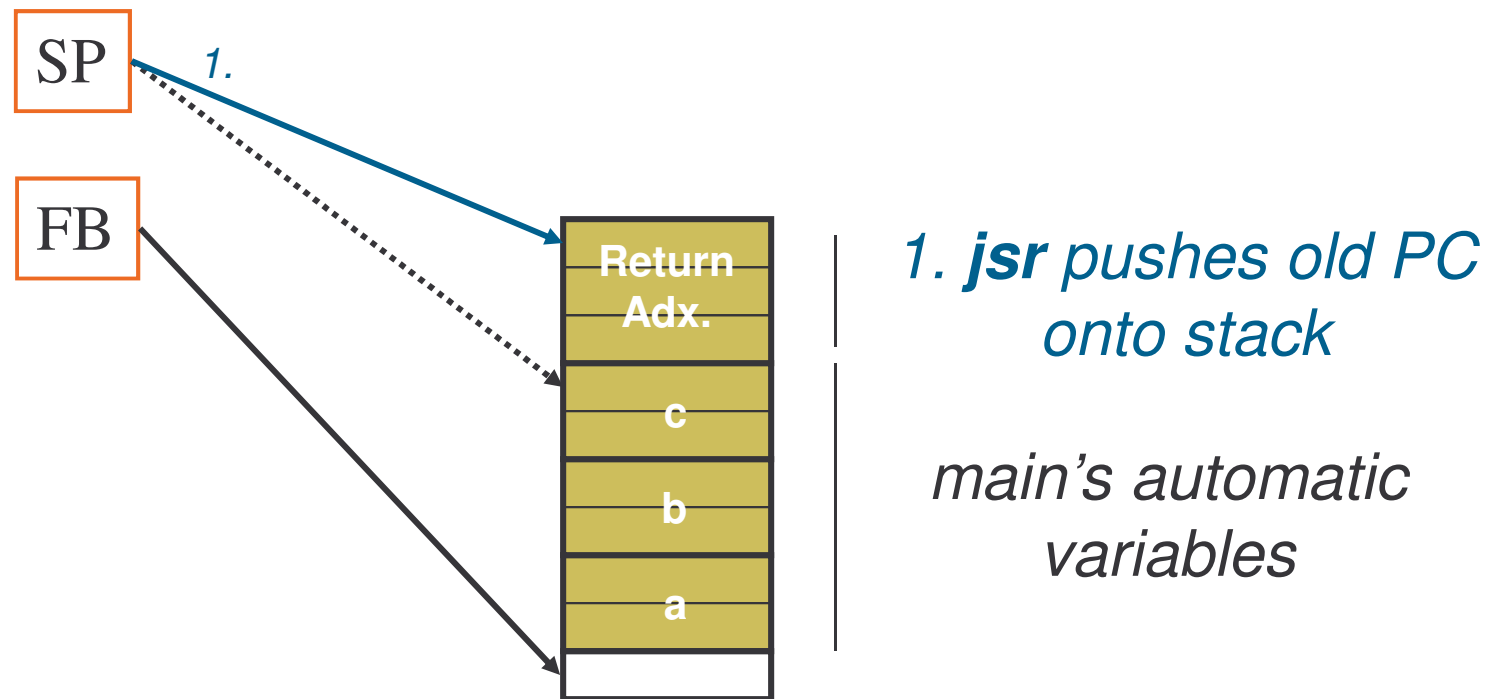 SP
1.
FB
Return
Adx.
c
b
a
1. jsr pushes old PC
onto stack
main's automatic
variables